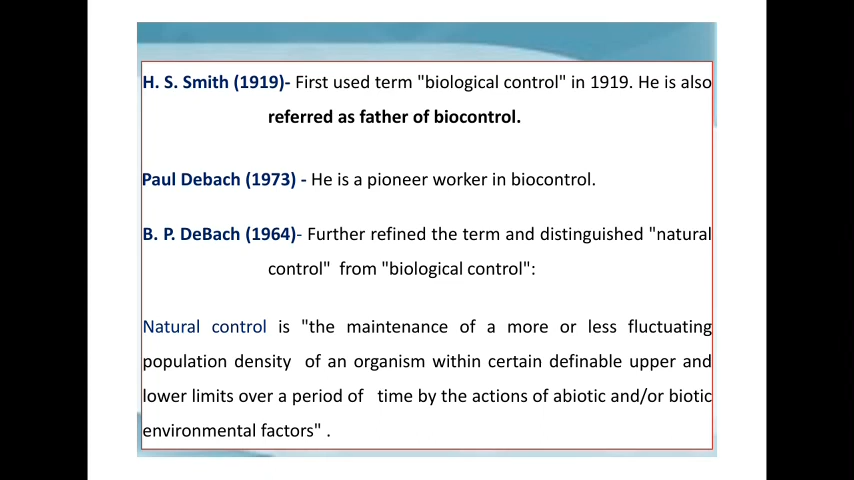 H. S. Smith (1919)- First used term "biological control" in 1919. He is also
referred as father of biocontrol.
Paul Debach (1973) - He is a pioneer worker in biocontrol.
B. P. DeBach (1964)- Further refined the term and distinguished "natural
control" from "biological control":
Natural control is "the maintenance of a more or less fluctuating
population density of an organism within certain definable upper and
lower limits over a period of time by the actions of abiotic and/or biotic
environmental factors" .